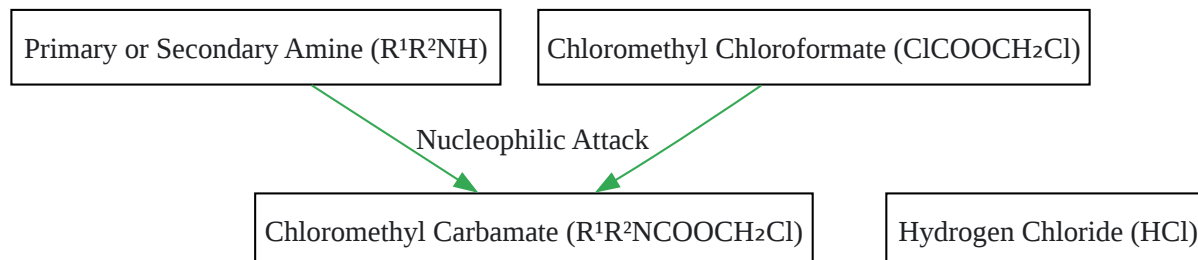 Primary or Secondary Amine (R¹R²NH)
Chloromethyl Chloroformate (ClCOOCH₂Cl)
Nucleophilic Attack
Chloromethyl Carbamate (R¹R²NCOOCH₂Cl)
Hydrogen Chloride (HCl)